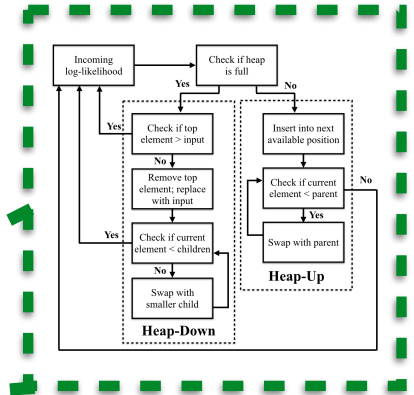 Incoming
log-likelihood
Check if heap
is full
Yes
No
Yes
Check if top
element > input
Insert into next
available position
No
Remove top
element; replace
with input
Check if current
element < parent
No
Yes
Yes
Check if current
element < children
Swap with parent
No
Heap-Up
Swap with
smaller child
Heap-Down